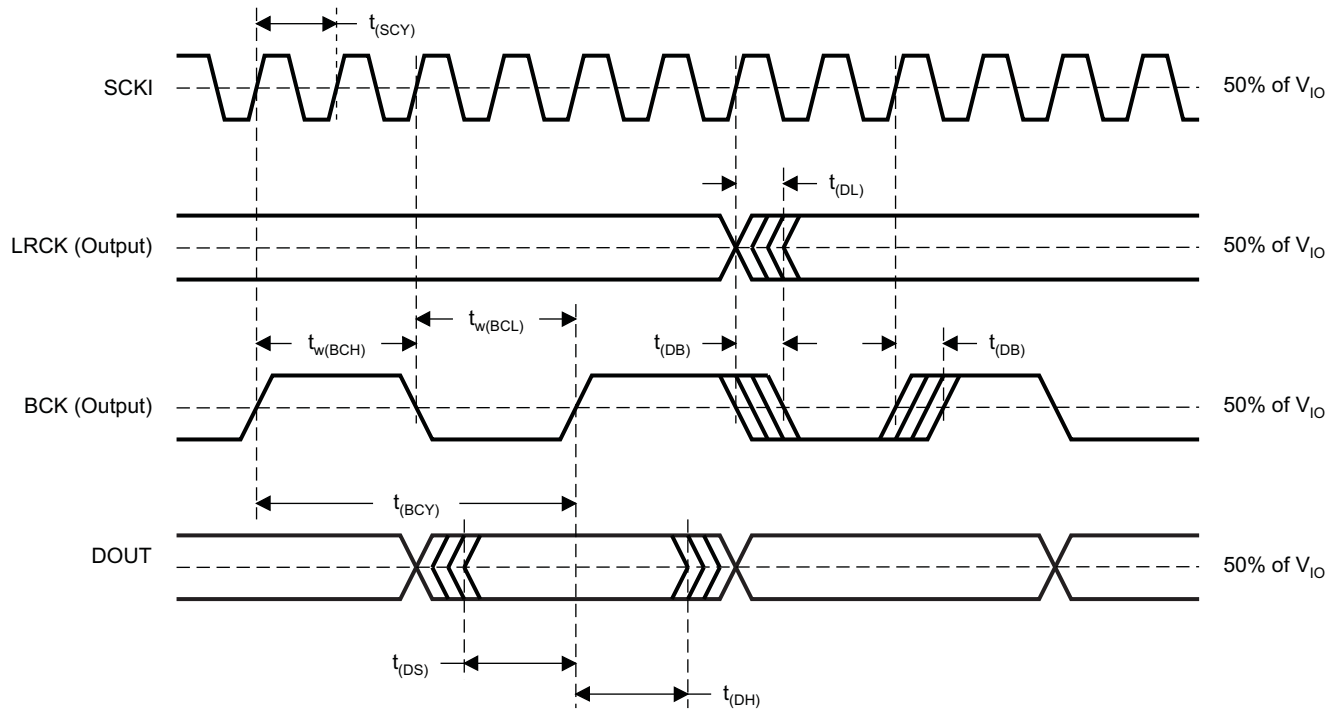 t(SCY)
SCKI
50% of VIO
t(DL)
LRCK (Output)
50% of VIO
tw(BCL)
tw(BCH)
t(DB)
t(DB)
BCK (Output)
50% of VIO
t(BCY)
DOUT
50% of VIO
t(DS)
t(DH)